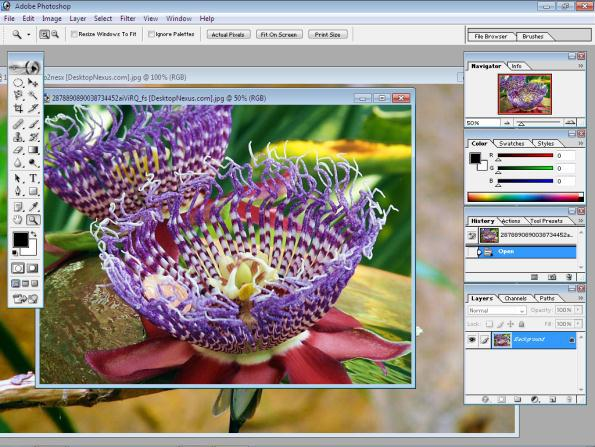 Adobe Photoshop
File Edit Image Layer Select Filter View Window Help
Resize Windows To Fit Ignore Palettes Actual Pixels Fit On Screen Print Size File Browser Brushes
[DesktopNexus.com].jpg @ 100% (RGB)
2878890890038734452aiViRQ_fs [DesktopNexus.com].jpg @ 50% (RGB)
Navigator Info
50%
Color Swatches Styles
R 0
G 0
B 0
History Actions Tool Presets
2878890890038734452a...
Open
Layers Channels Paths
Normal Opacity: 100%
Lock: Fill: 100%
Background